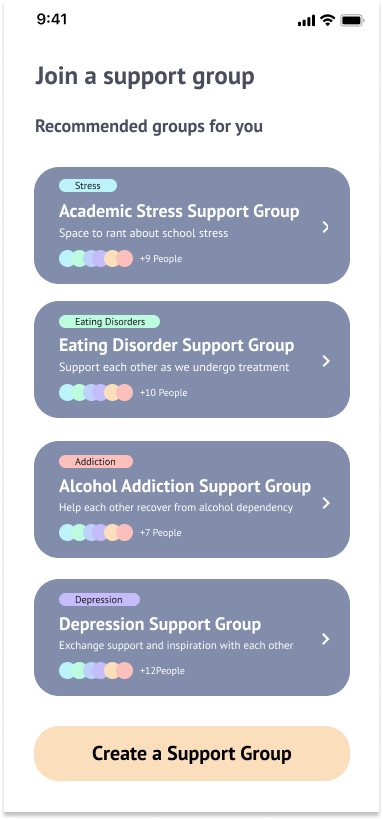 9:41
Join a support group
Recommended groups for you
Stress
Academic Stress Support Group
Space to rant about school stress
+9 People
Eating Disorders
Eating Disorder Support Group
Support each other as we undergo treatment
+10 People
Addiction
Alcohol Addiction Support Group
Help each other recover from alcohol dependency
+7 People
Depression
Depression Support Group
Exchange support and inspiration with each other
+12People
Create a Support Group